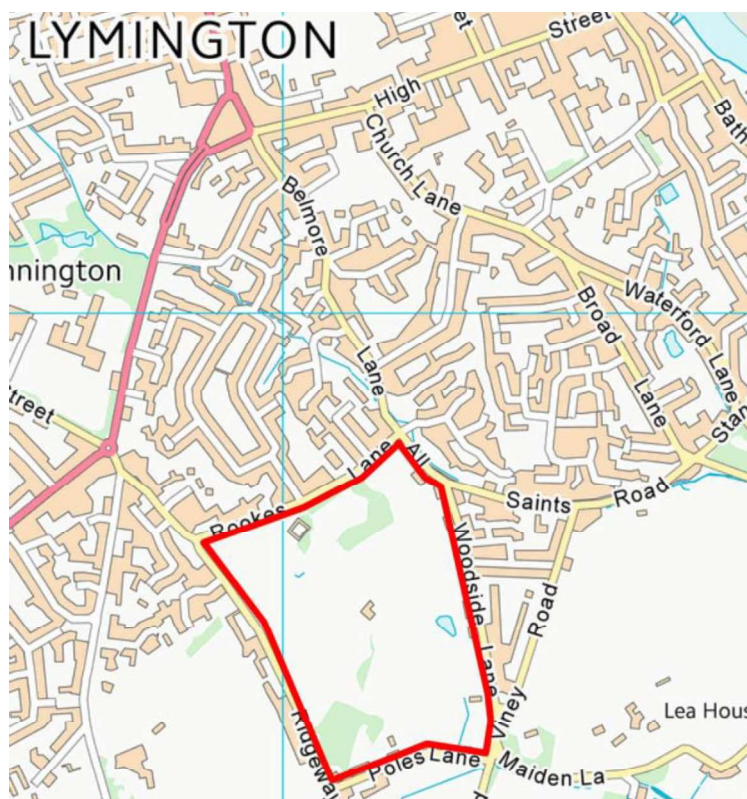 LYMINGTON
Street
High
Bath
Church Lane
Belmore
nnington
Waterford Lane
Broad
Lane
Lane
Street
Stan
Lane
All
Saints
Road
Rookes
Woodside Lane
Road
Viney
Ridgeway
Lea Hous
Poles Lane
Maiden La